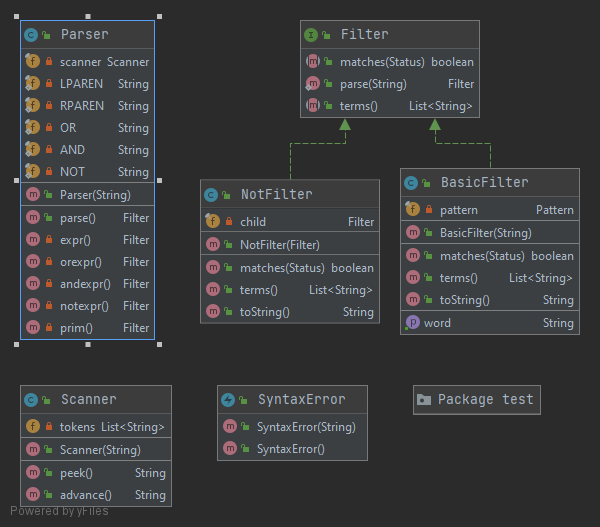 Parser
scanner Scanner
LPAREN String
RPAREN String
OR String
AND String
NOT String
Parser(String)
parse() Filter
expr() Filter
orexpr() Filter
andexpr() Filter
notexpr() Filter
prim() Filter
Filter
matches(Status) boolean
parse(String) Filter
terms() List<String>
NotFilter
child Filter
NotFilter(Filter)
matches(Status) boolean
terms() List<String>
toString() String
BasicFilter
pattern Pattern
BasicFilter(String)
matches(Status) boolean
terms() List<String>
toString() String
word String
Scanner
tokens List<String>
Scanner(String)
peek() String
advance() String
SyntaxError
SyntaxError(String)
SyntaxError()
Package test
Powered by yFiles